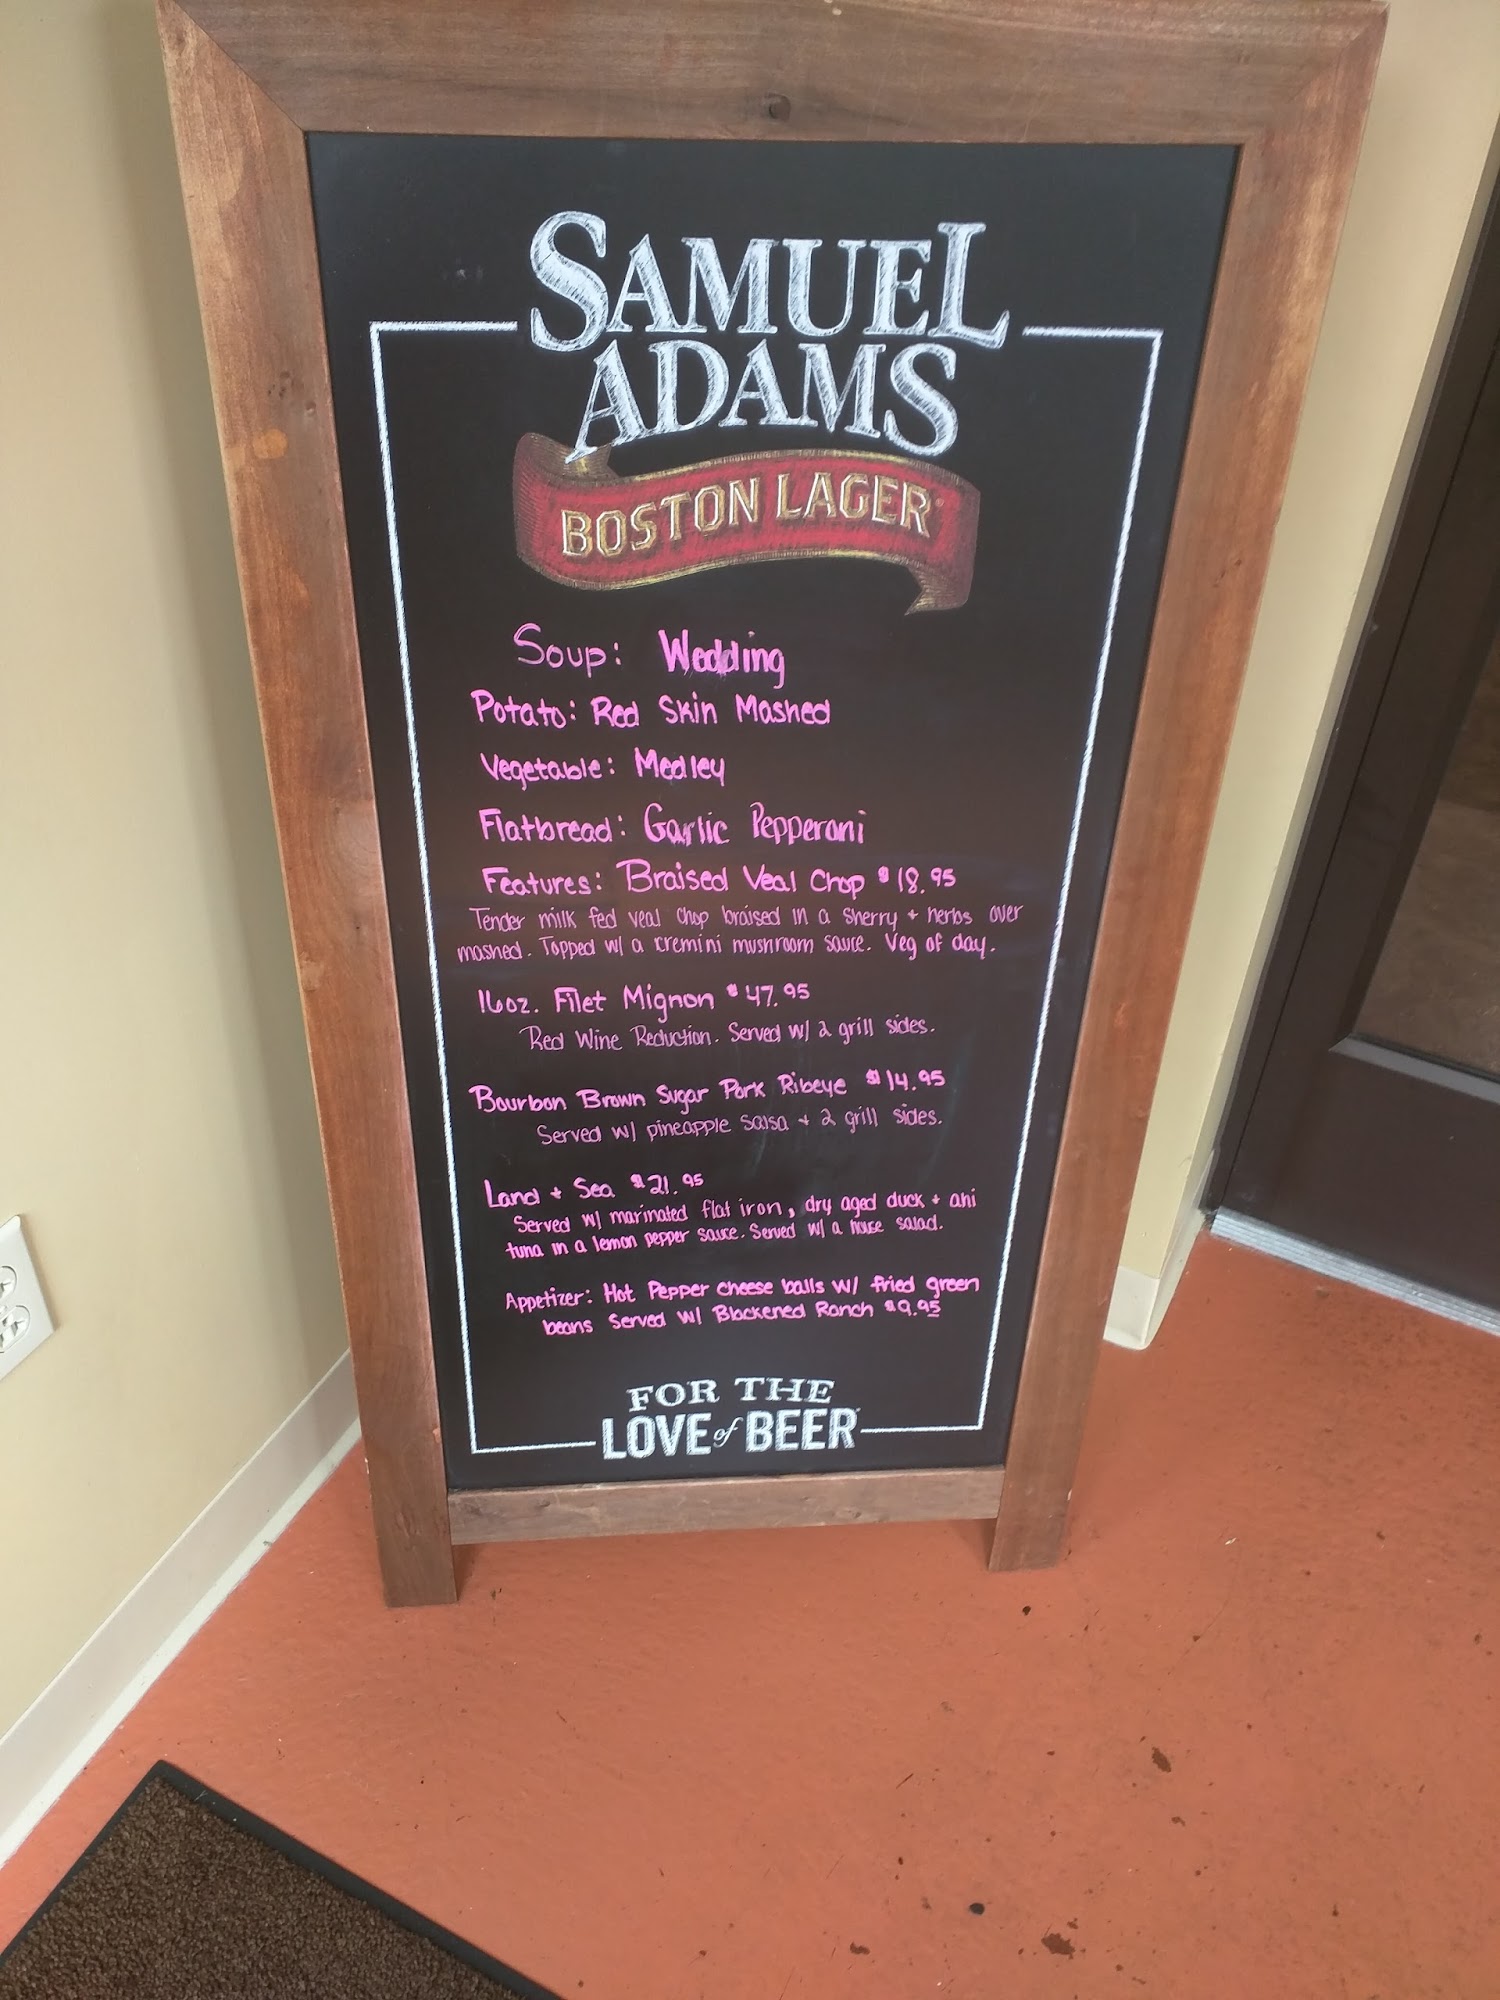 SAMUEL
ADAMS
BOSTON LAGER
Soup: Wedding
Potato: Red Skin Mashed
Vegetable: Medley
Flatbread: Garlic Pepperoni
Features: Braised Veal Chop $18.95
Tender milk fed veal chop braised in a sherry + herbs over
mashed. Topped w/ a cremini mushroom sauce. Veg of day.
16oz. Filet Mignon $47.95
Red Wine Reduction. Served w/ 2 grill sides.
Bourbon Brown Sugar Pork Ribeye $14.95
Served w/ pineapple salsa + 2 grill sides.
Land + Sea $21.95
Served w/ marinated flat iron, dry aged duck + ahi
tuna in a lemon pepper sauce. Served w/ a house salad.
Appetizer: Hot Pepper cheese balls w/ fried green
beans Served w/ Blackened Ranch $9.95
FOR THE
LOVE of BEER